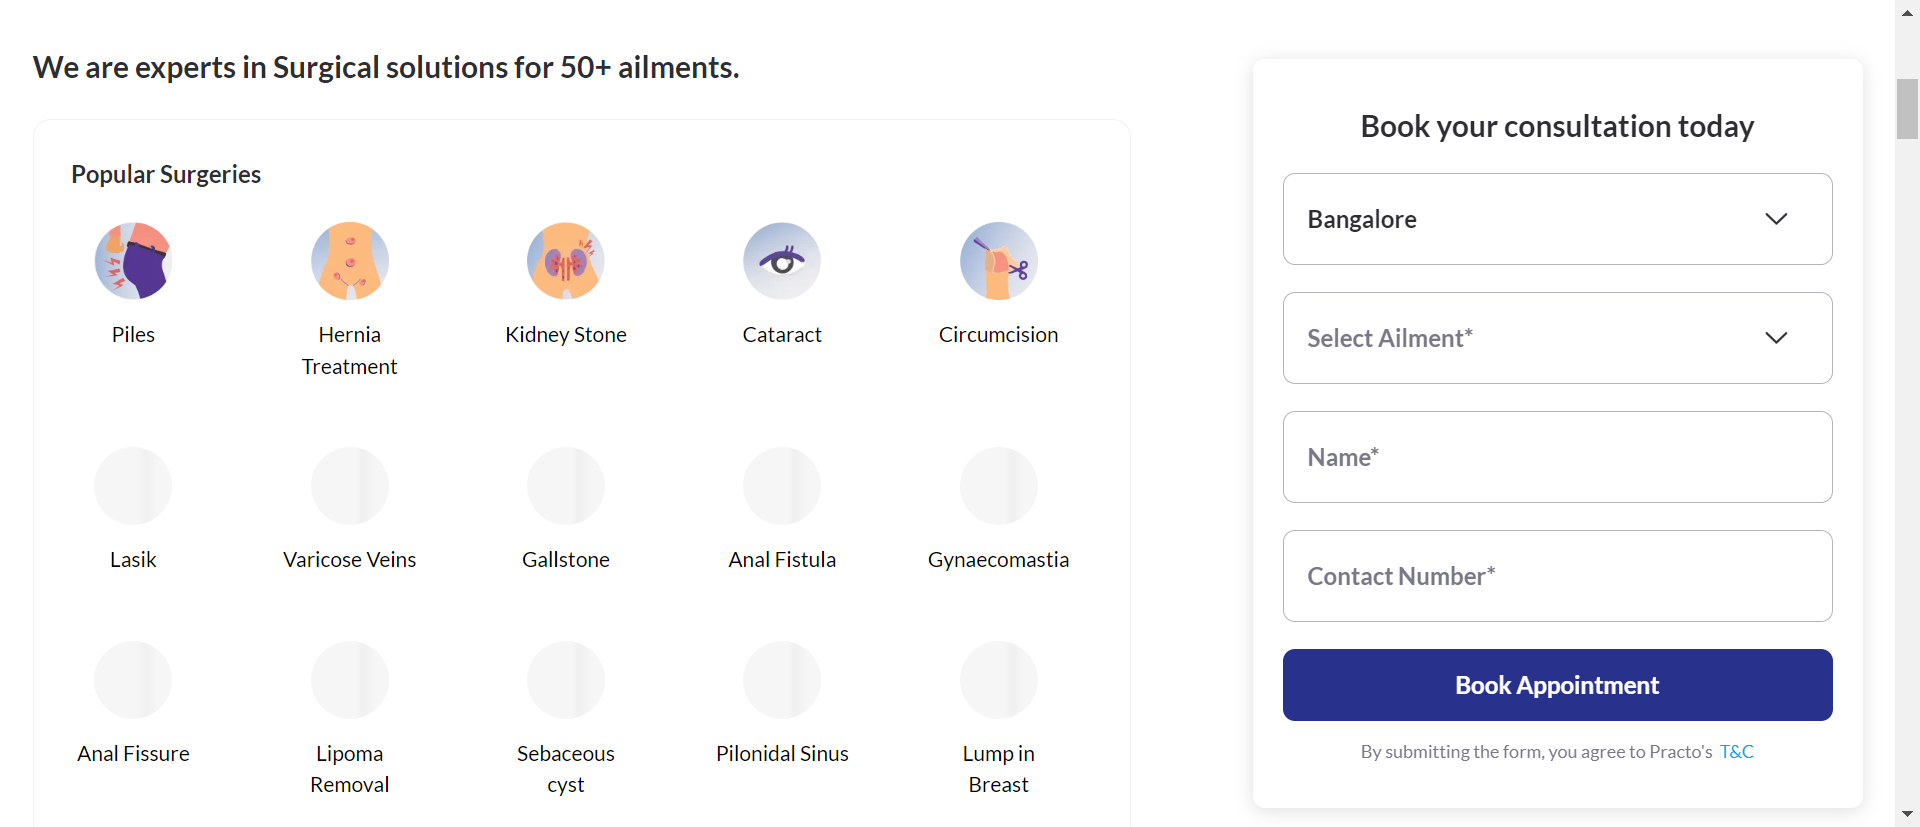 We are experts in Surgical solutions for 50+ ailments.
Popular Surgeries
Piles
Hernia
Treatment
Kidney Stone
Cataract
Circumcision
Lasik
Varicose Veins
Gallstone
Anal Fistula
Gynaecomastia
Anal Fissure
Lipoma
Removal
Sebaceous
cyst
Pilonidal Sinus
Lump in
Breast
Book your consultation today
Bangalore
Select Ailment*
Name*
Contact Number*
Book Appointment
By submitting the form, you agree to Practo's T&C